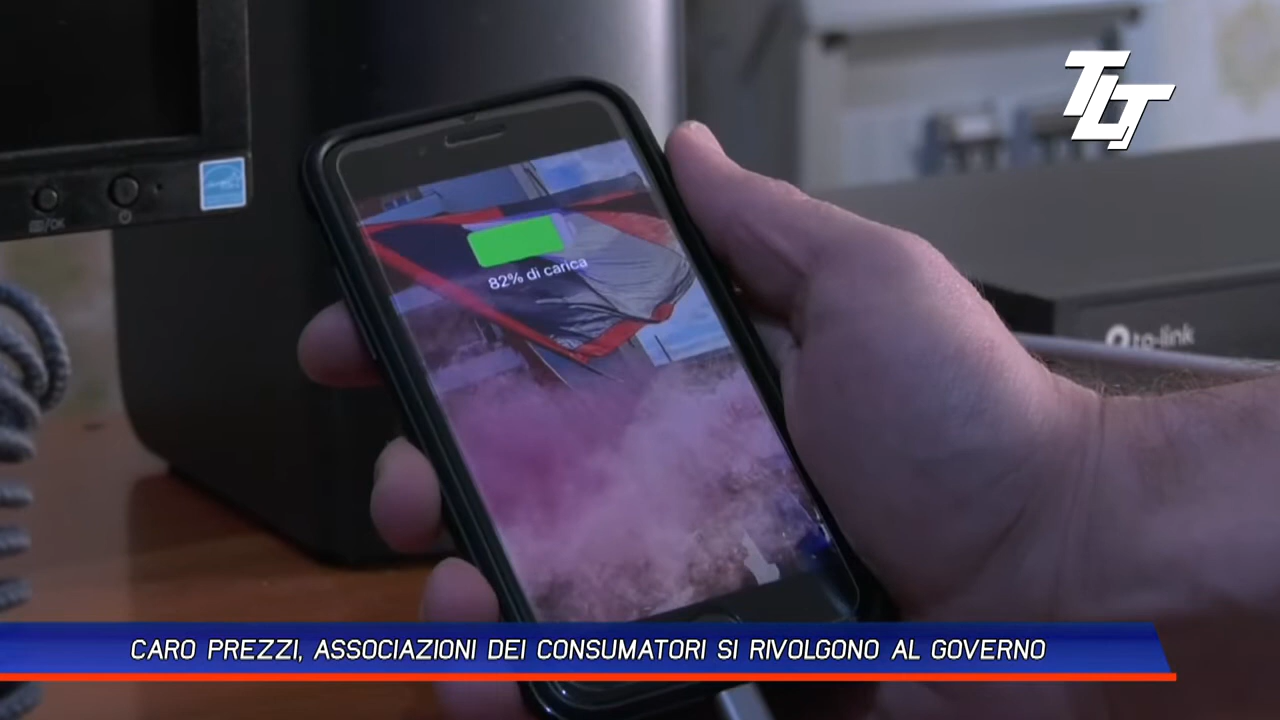 TLT
82% di carica
tp-link
CARO PREZZI, ASSOCIAZIONI DEI CONSUMATORI SI RIVOLGONO AL GOVERNO